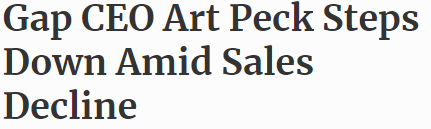 Gap CEO Art Peck Steps
Down Amid Sales
Decline